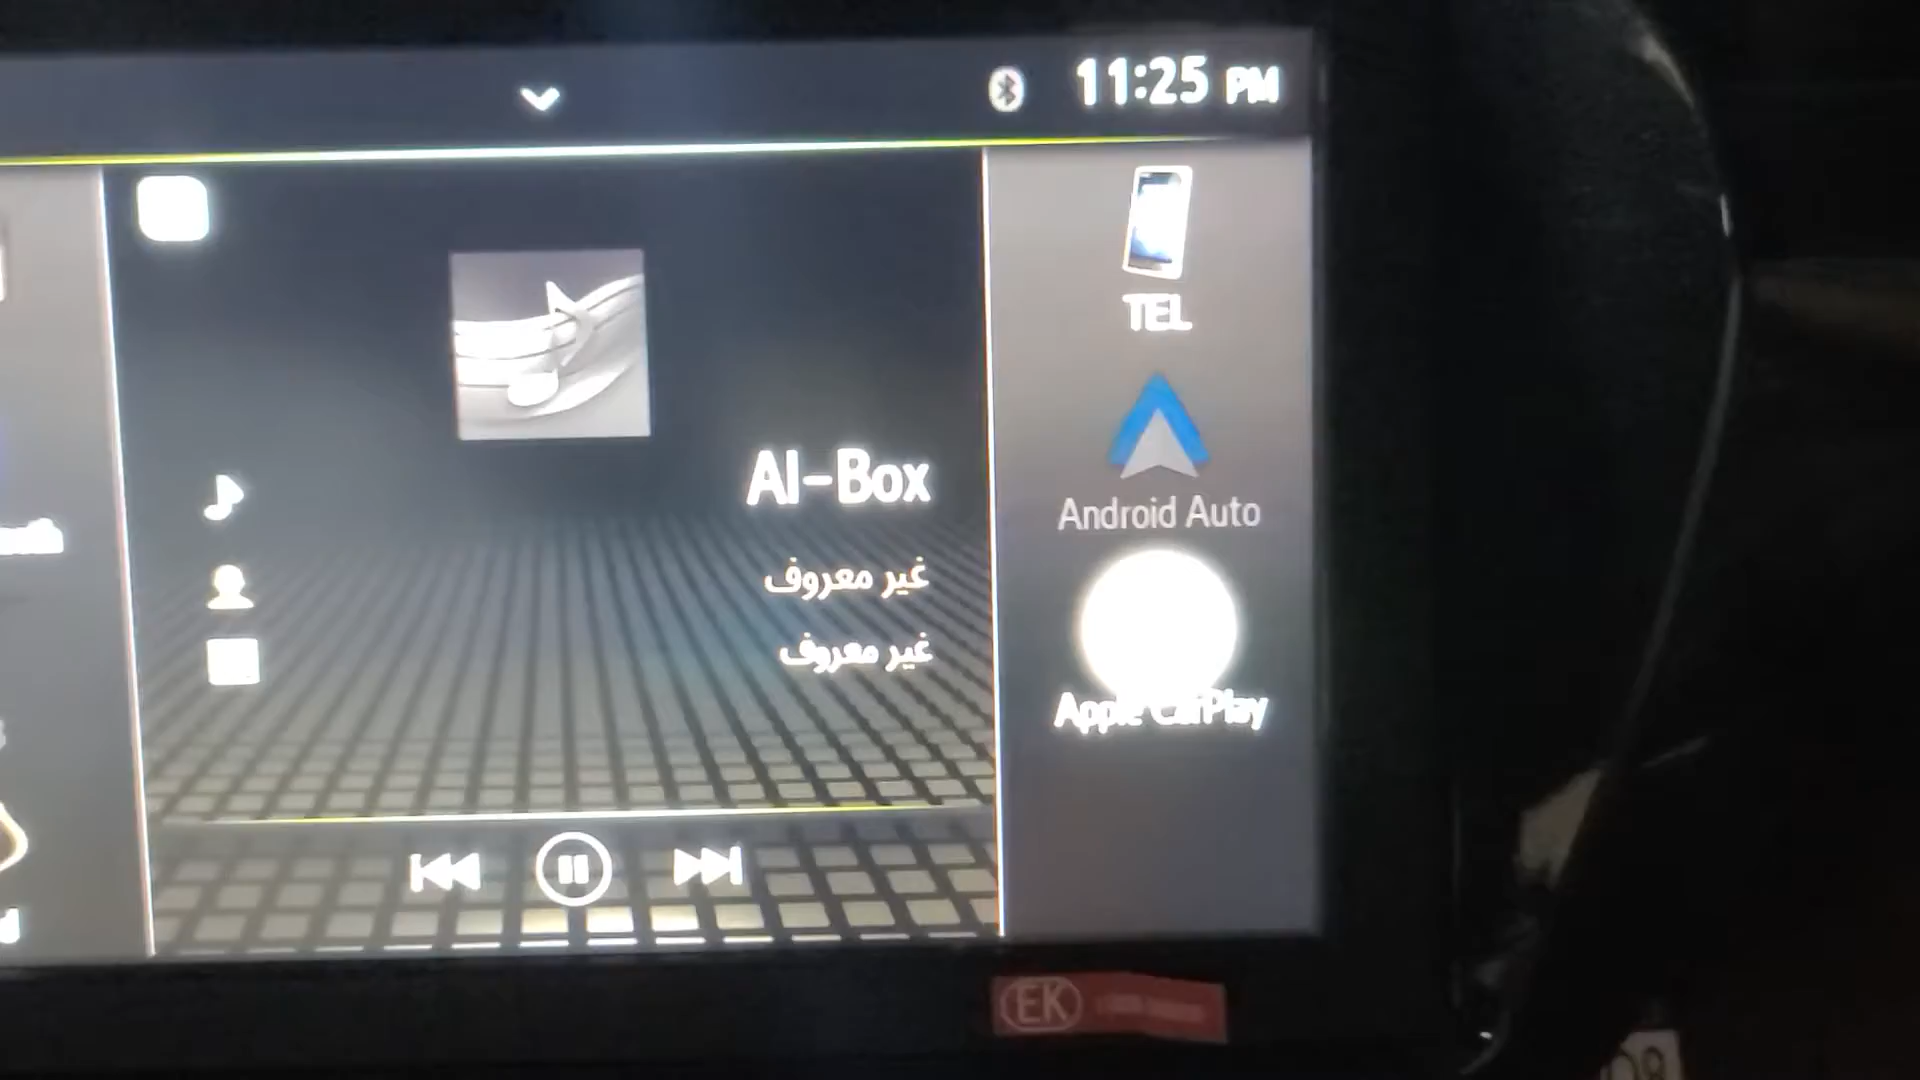 11:25 PM
TEL
Android Auto
Apple CarPlay
AI-Box
غير معروف
غير معروف
EK